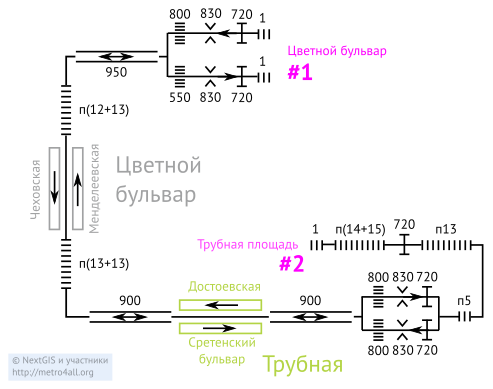 800 830 720 1
Цветной бульвар
#1
950
1
550 830 720
п(12+13)
Чеховская
Менделеевская
Цветной
бульвар
п(13+13)
1 п(14+15) 720 п13
Трубная площадь
#2
Достоевская
900
900
800 830 720
п5
Сретенский
бульвар
800 830 720
Трубная
© NextGIS и участники
http://metro4all.org